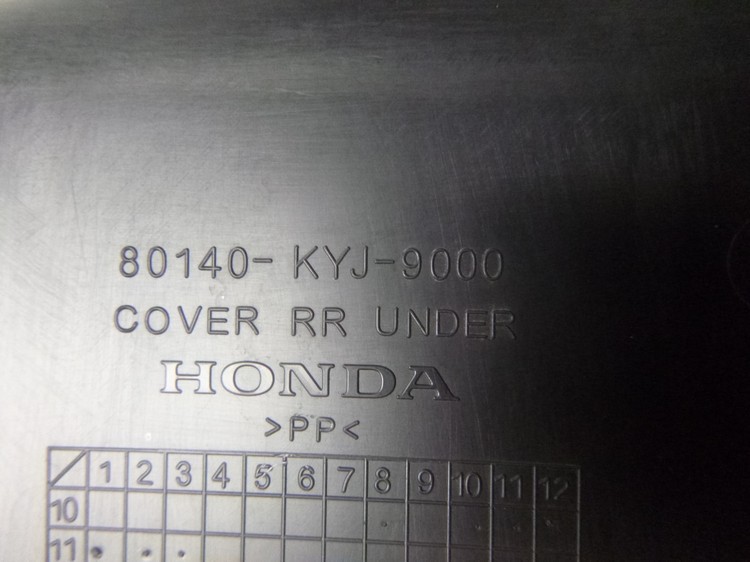 80140- KYJ-9000
COVER RR UNDER
HONDA
>PP<
1 2 3 4 5 6 7 8 9 10 11 12
10
11